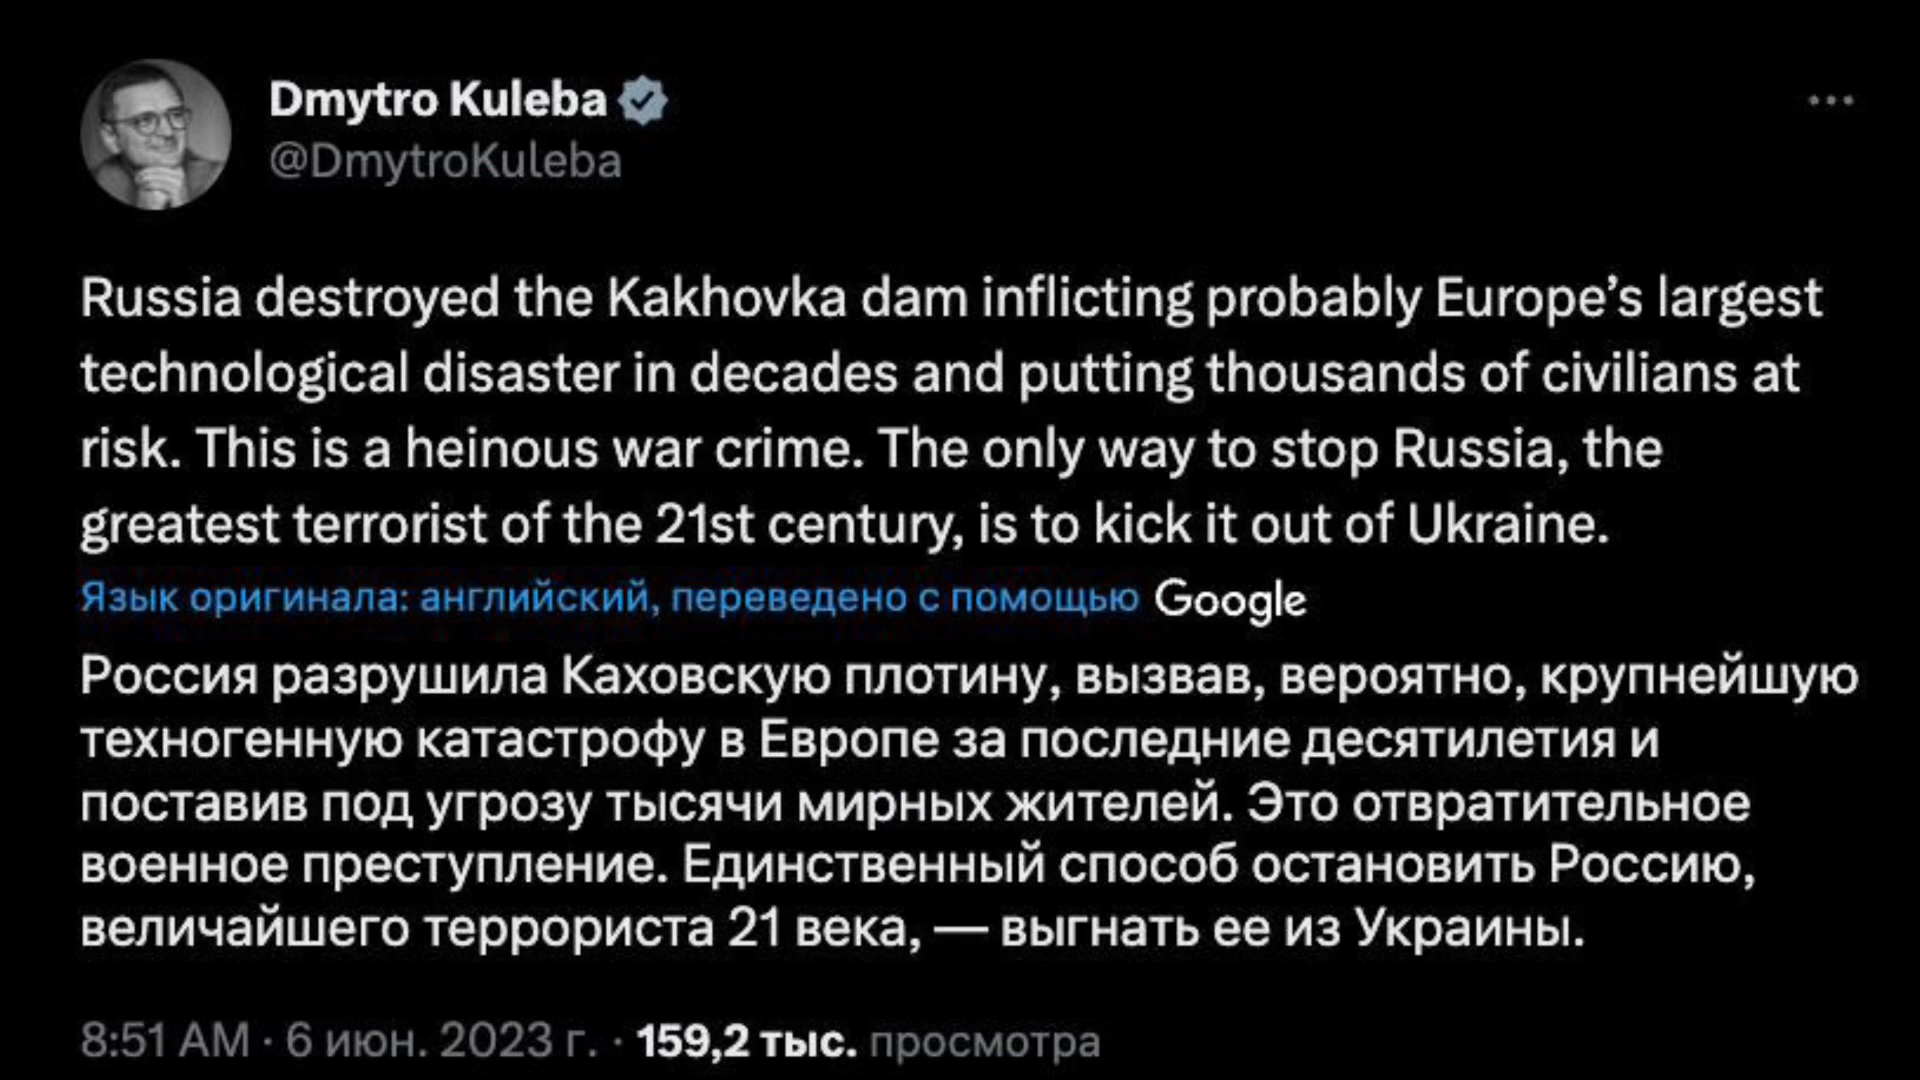 Dmytro Kuleba
@DmytroKuleba
Russia destroyed the Kakhovka dam inflicting probably Europe’s largest
technological disaster in decades and putting thousands of civilians at
risk. This is a heinous war crime. The only way to stop Russia, the
greatest terrorist of the 21st century, is to kick it out of Ukraine.
Язык оригинала: английский, переведено с помощью Google
Россия разрушила Каховскую плотину, вызвав, вероятно, крупнейшую
техногенную катастрофу в Европе за последние десятилетия и
поставив под угрозу тысячи мирных жителей. Это отвратительное
военное преступление. Единственный способ остановить Россию,
величайшего террориста 21 века, — выгнать ее из Украины.
8:51 AM · 6 июн. 2023 г. · 159,2 тыс. просмотра